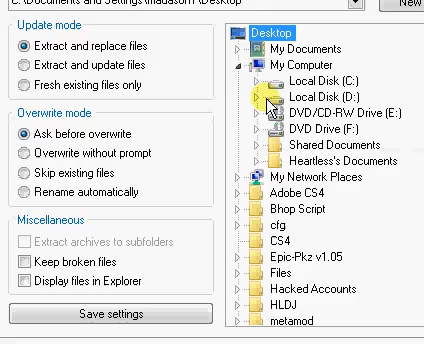 C:\Documents and Settings\madasoft\Desktop
New
Update mode
Extract and replace files
Extract and update files
Fresh existing files only
Overwrite mode
Ask before overwrite
Overwrite without prompt
Skip existing files
Rename automatically
Miscellaneous
Extract archives to subfolders
Keep broken files
Display files in Explorer
Save settings
Desktop
My Documents
My Computer
Local Disk (C:)
Local Disk (D:)
DVD/CD-RW Drive (E:)
DVD Drive (F:)
Shared Documents
Heartless's Documents
My Network Places
Adobe CS4
Bhop Script
cfg
CS4
Epic-Pkz v1.05
Files
Hacked Accounts
HLDJ
metamod